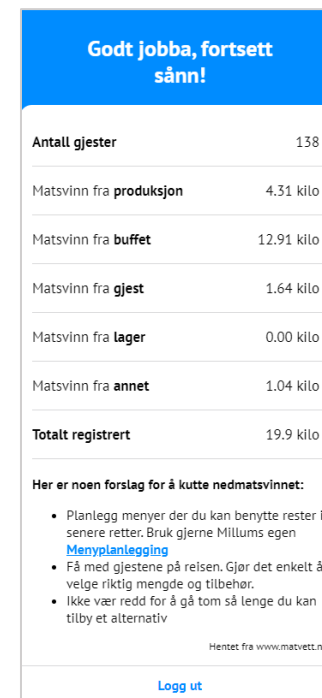 Godt jobba, fortsett
sånn!
Antall gjester 138
Matsvinn fra produksjon 4.31 kilo
Matsvinn fra buffet 12.91 kilo
Matsvinn fra gjest 1.64 kilo
Matsvinn fra lager 0.00 kilo
Matsvinn fra annet 1.04 kilo
Totalt registrert 19.9 kilo
Her er noen forslag for å kutte nedmatsvinnet:
• Planlegg menyer der du kan benytte rester i
senere retter. Bruk gjerne Millums egen
Menyplanlegging
• Få med gjestene på reisen. Gjør det enkelt å
velge riktig mengde og tilbehør.
• Ikke vær redd for å gå tom så lenge du kan
tilby et alternativ
Hentet fra www.matvett.n
Logg ut